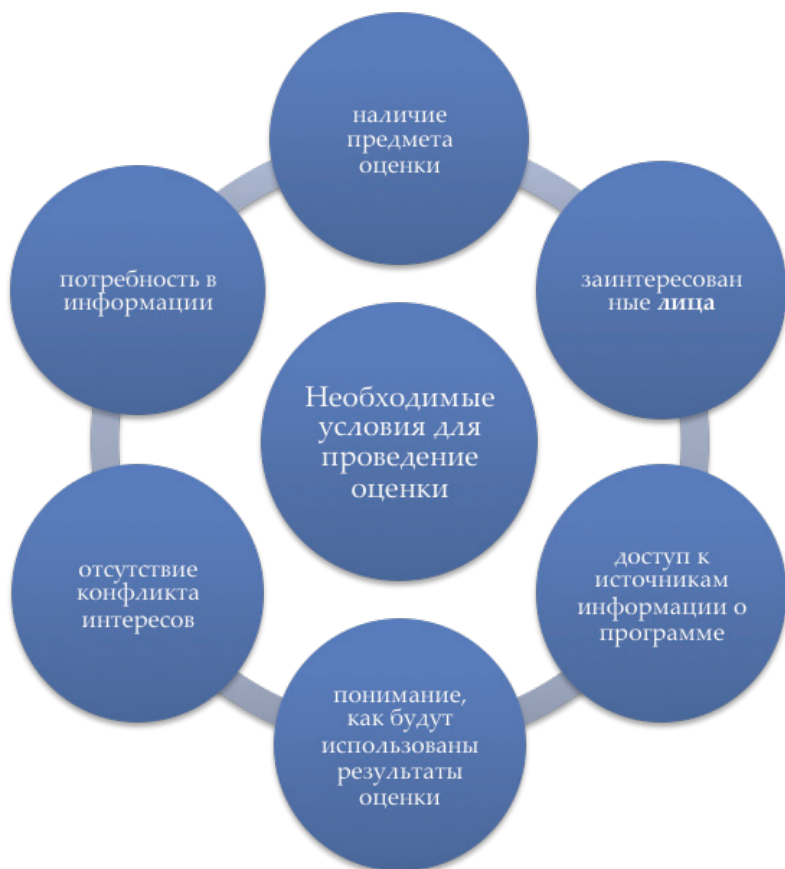 наличие
предмета
оценки
потребность в
информации
заинтересован
ные лица
Необходимые
условия для
проведение
оценки
отсутствие
конфликта
интересов
доступ к
источникам
информации о
программе
понимание,
как будут
использованы
результаты
оценки